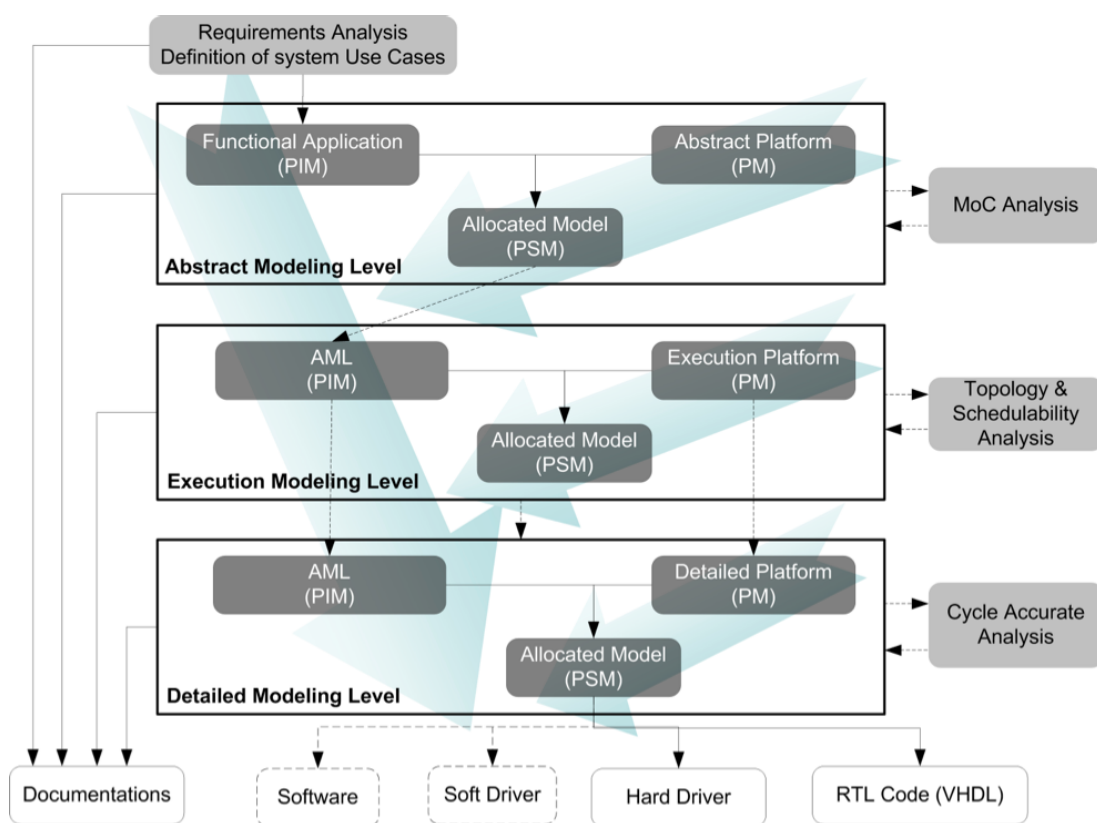 Requirements Analysis
Definition of system Use Cases
Functional Application
(PIM)
Abstract Platform
(PM)
Allocated Model
(PSM)
Abstract Modeling Level
MoC Analysis
AML
(PIM)
Execution Platform
(PM)
Allocated Model
(PSM)
Execution Modeling Level
Topology &
Schedulability
Analysis
AML
(PIM)
Detailed Platform
(PM)
Allocated Model
(PSM)
Detailed Modeling Level
Cycle Accurate
Analysis
Documentations
Software
Soft Driver
Hard Driver
RTL Code (VHDL)